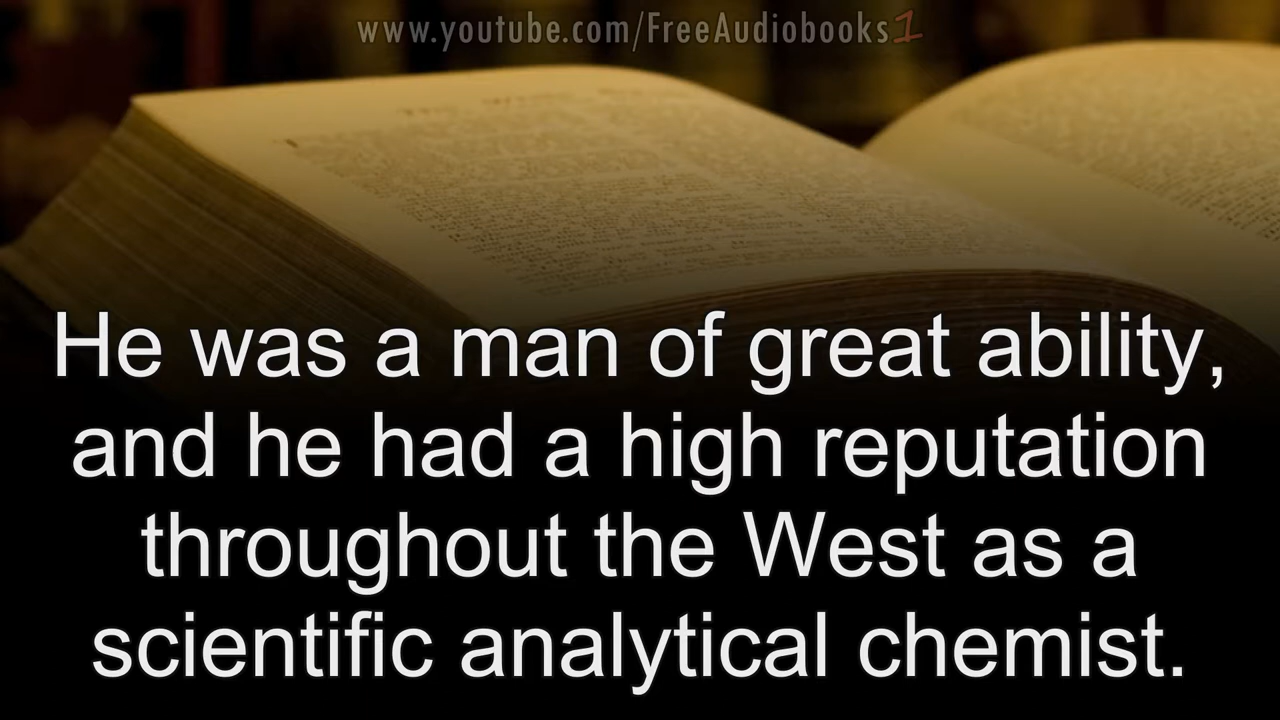 www.youtube.com/FreeAudiobooks1
He was a man of great ability,
and he had a high reputation
throughout the West as a
scientific analytical chemist.